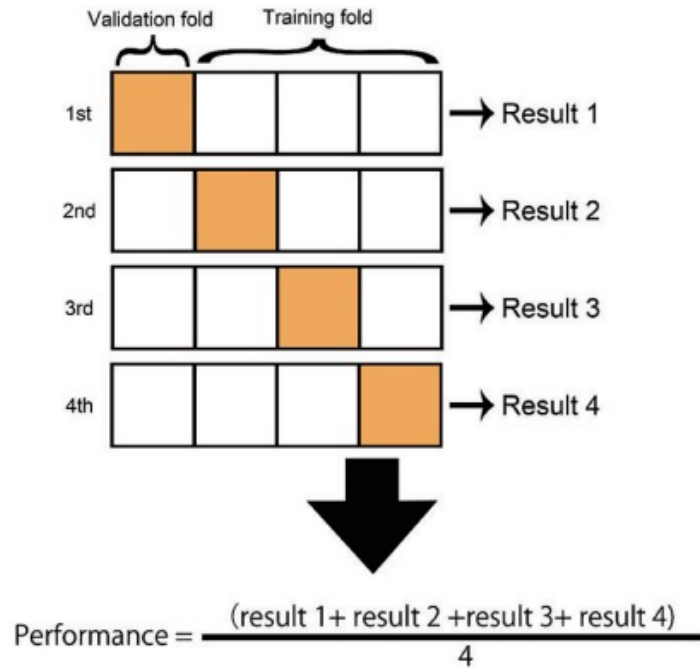 Validation fold Training fold
1st Result 1
2nd Result 2
3rd Result 3
4th Result 4
(result 1+ result 2 +result 3+ result 4)
Performance =
4